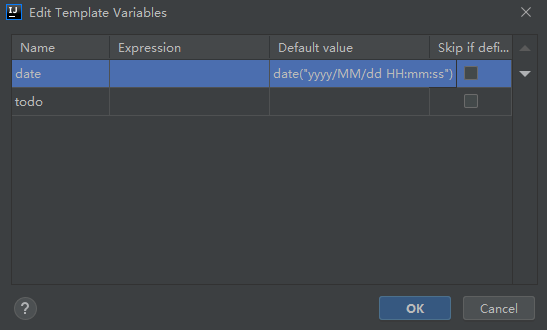 IJ Edit Template Variables
Name Expression Default value Skip if defi...
date date("yyyy/MM/dd HH:mm:ss")
todo
? OK Cancel